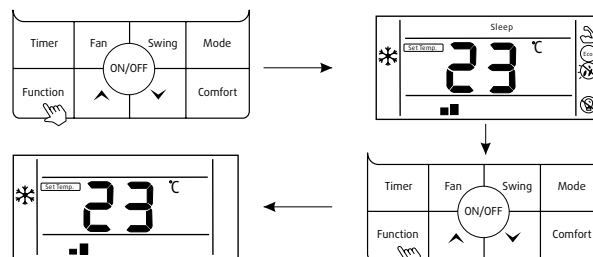 Timer Fan Swing Mode
ON/OFF
Function Comfort
Sleep
Set Temp. 23 ℃
Eco
Set Temp. 23 ℃
Timer Fan Swing Mode
ON/OFF
Function Comfort